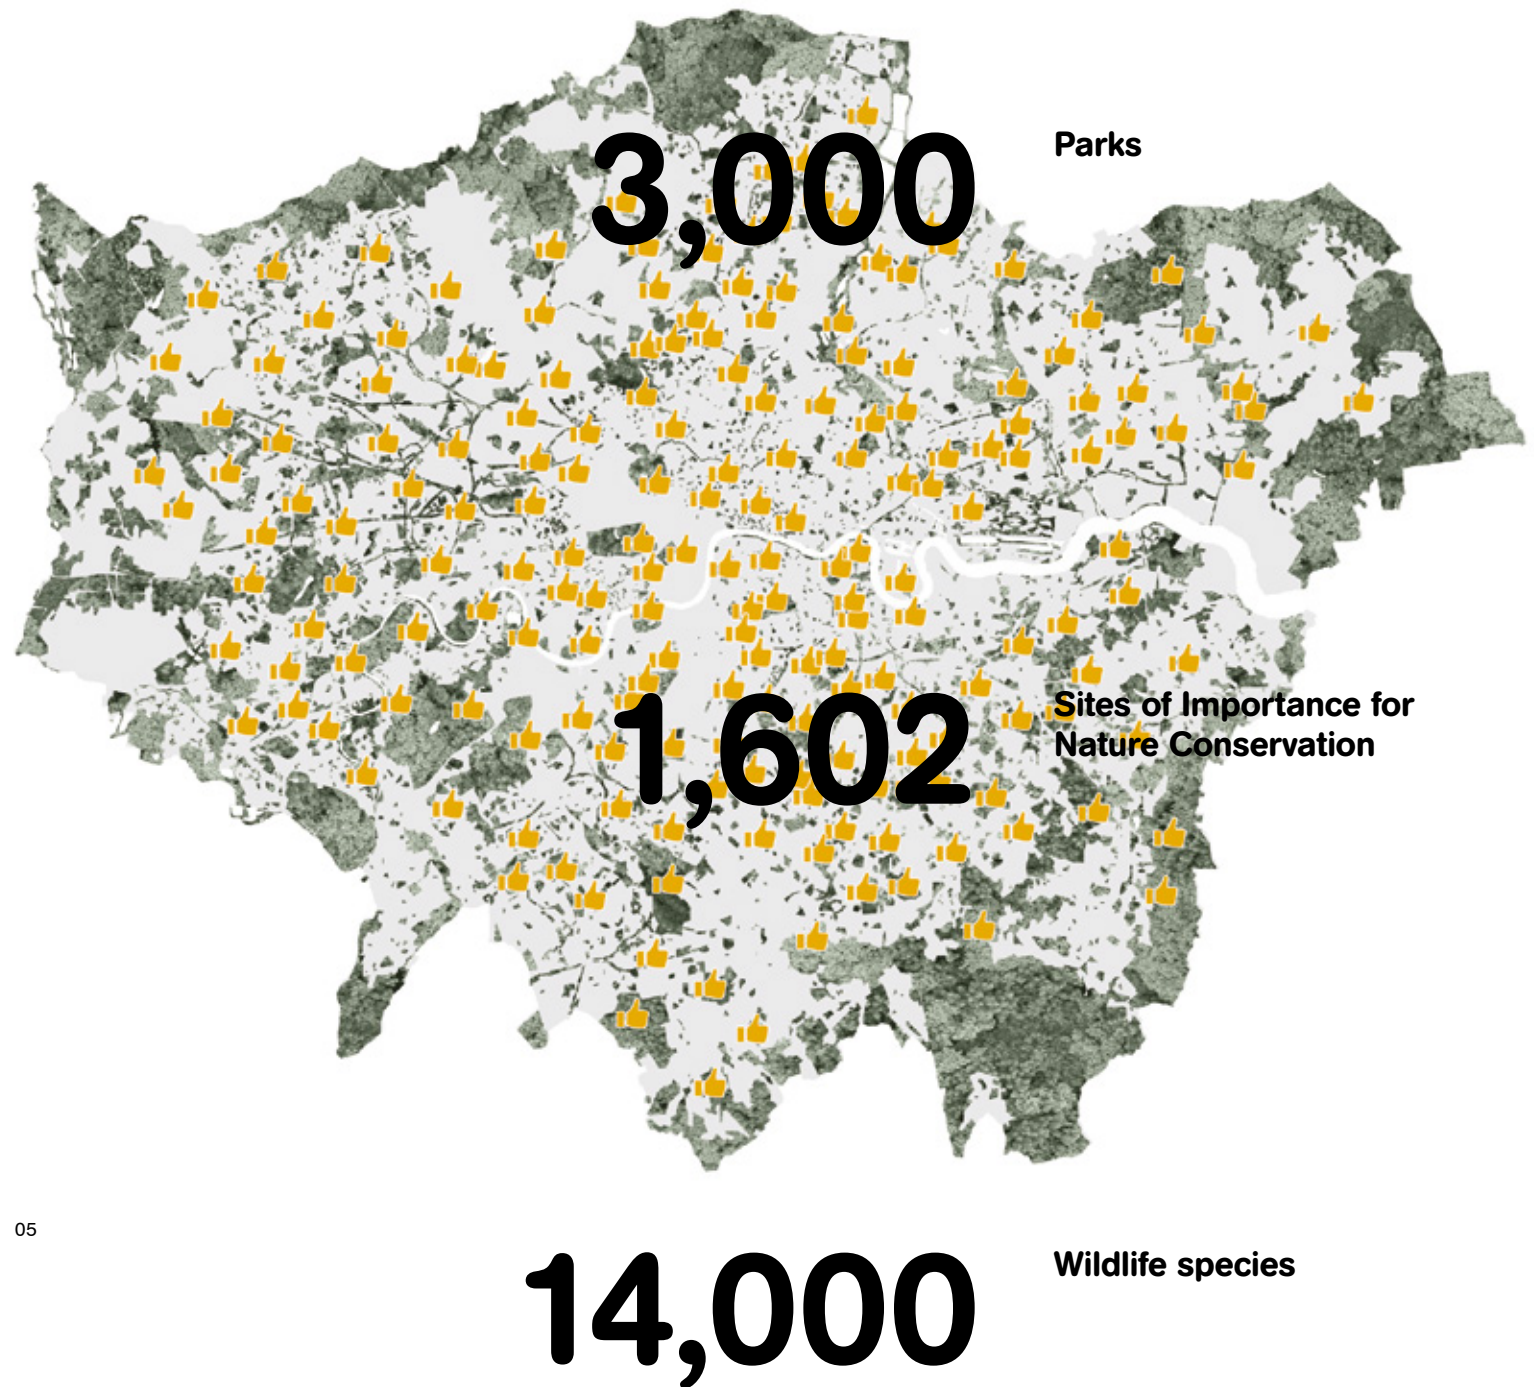 3,000
Parks
1,602
Sites of Importance for
Nature Conservation
05
14,000
Wildlife species